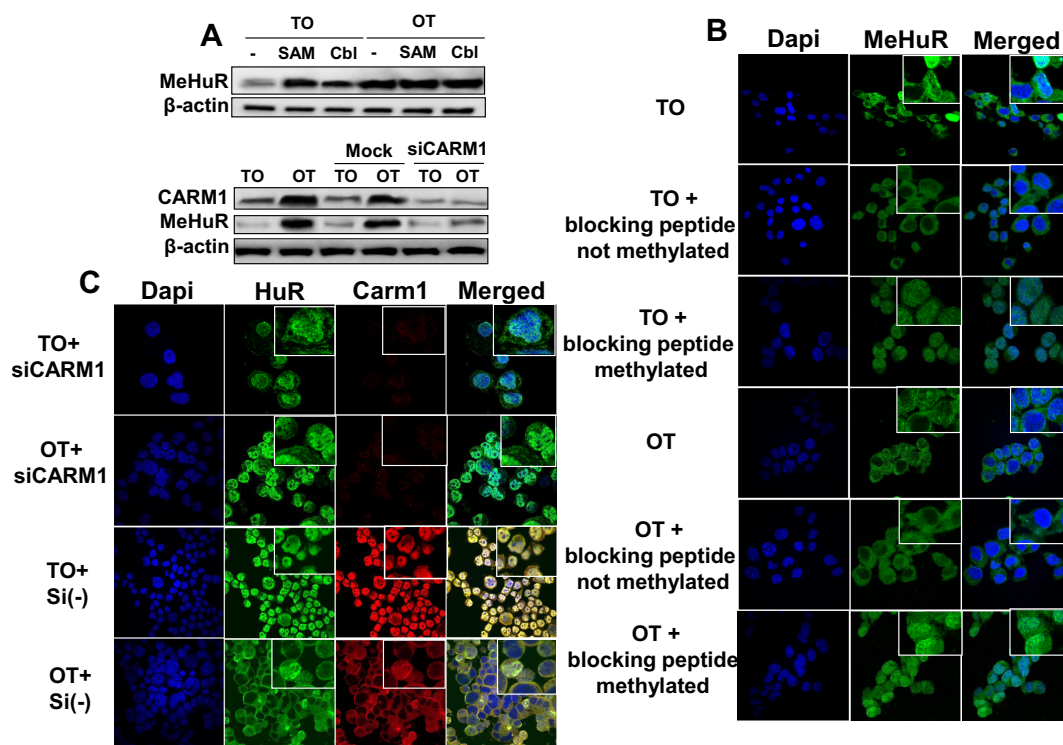 A
TO OT
- SAM Cbl - SAM Cbl
MeHuR
β-actin
Mock siCARM1
TO OT TO OT TO OT
CARM1
MeHuR
β-actin
B
Dapi MeHuR Merged
TO
TO +
blocking peptide
not methylated
TO +
blocking peptide
methylated
OT
OT +
blocking peptide
not methylated
OT +
blocking peptide
methylated
C
Dapi HuR Carm1 Merged
TO+
siCARM1
OT+
siCARM1
TO+
Si(-)
OT+
Si(-)